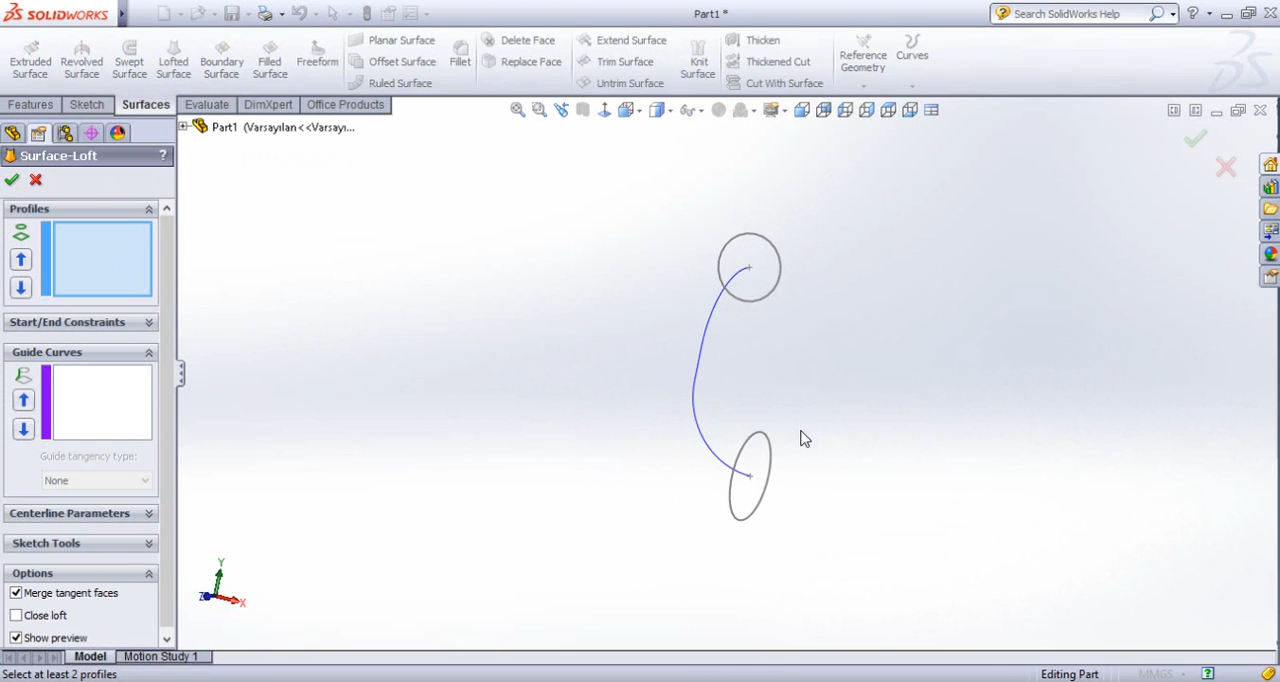 SOLIDWORKS
Part1 *
Search SolidWorks Help
Extruded Surface
Revolved Surface
Swept Surface
Lofted Surface
Boundary Surface
Filled Surface
Freeform
Planar Surface
Offset Surface
Ruled Surface
Fillet
Delete Face
Replace Face
Knit Surface
Extend Surface
Trim Surface
Untrim Surface
Thicken
Thickened Cut
Cut With Surface
Reference Geometry
Curves
Features
Sketch
Surfaces
Evaluate
DimXpert
Office Products
Part1 (Varsayılan<<Varsayı...
Surface-Loft
?
Profiles
Start/End Constraints
Guide Curves
Guide tangency type:
None
Centerline Parameters
Sketch Tools
Options
Merge tangent faces
Close loft
Show preview
Y
Z
X
Model
Motion Study 1
Select at least 2 profiles
Editing Part
MMGS